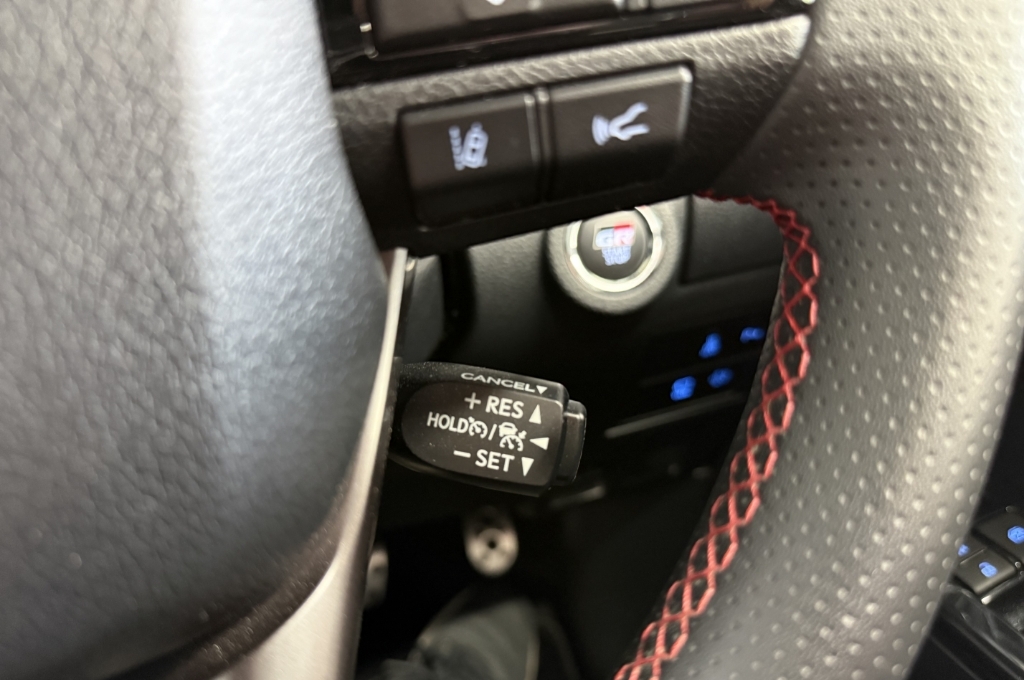 GR
CANCEL▼
+ RES ▲
HOLD / ◀
− SET ▼